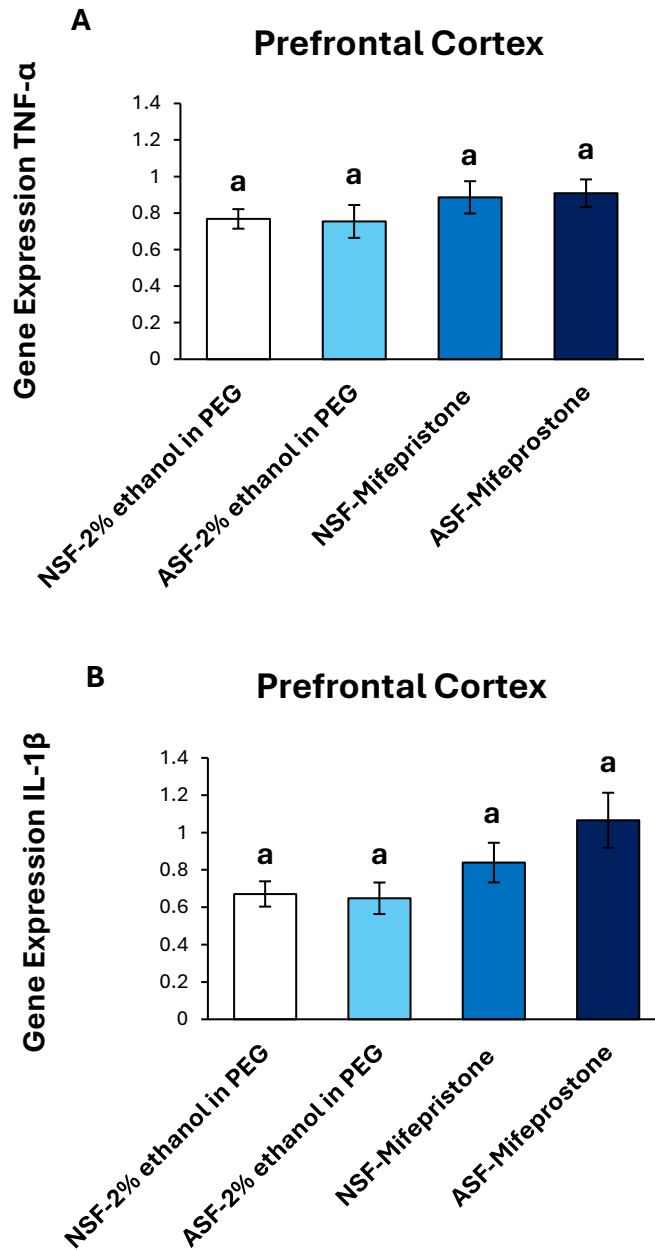 A
Prefrontal Cortex
Gene Expression TNF-α
1.4
1.2
1
0.8
0.6
0.4
0.2
0
a
a
a
a
NSF-2% ethanol in PEG
ASF-2% ethanol in PEG
NSF-Mifepristone
ASF-Mifeprostone
B
Prefrontal Cortex
Gene Expression IL-1β
1.4
1.2
1
0.8
0.6
0.4
0.2
0
a
a
a
a
NSF-2% ethanol in PEG
ASF-2% ethanol in PEG
NSF-Mifepristone
ASF-Mifeprostone